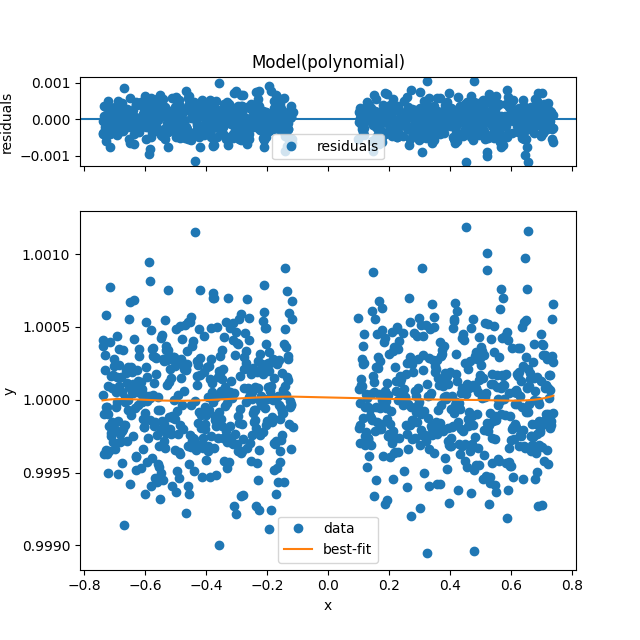 Model(polynomial)
residuals
0.001
0.000
−0.001
residuals
y
1.0010
1.0005
1.0000
0.9995
0.9990
data
best-fit
−0.8 −0.6 −0.4 −0.2 0.0 0.2 0.4 0.6 0.8
x